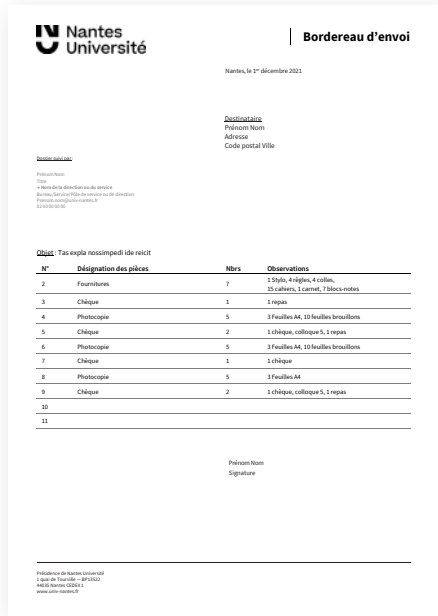 Nantes
Université
Bordereau d'envoi
Nantes, le 1er décembre 2021
Destinataire
Prénom Nom
Adresse
Code postal Ville
Dossier suivi par :
Prénom Nom
Titre
+ Nom de la direction ou du service
Bureau/Service/Pôle de service ou de direction
Prenom.nom@univ-nantes.fr
02 00 00 00 00
Objet : Tas expla nossimpedi ide reicit
N° Désignation des pièces Nbrs Observations
2 Fournitures 7 1 Stylo, 4 règles, 4 colles,
15 cahiers, 1 carnet, 7 blocs-notes
3 Chèque 1 1 repas
4 Photocopie 5 3 Feuilles A4, 10 feuilles brouillons
5 Chèque 2 1 chèque, colloque 5, 1 repas
6 Photocopie 5 3 Feuilles A4, 10 feuilles brouillons
7 Chèque 1 1 chèque
8 Photocopie 5 3 Feuilles A4
9 Chèque 2 1 chèque, colloque 5, 1 repas
10
11
Prénom Nom
Signature
Présidence de Nantes Université
1 quai de Tourville — BP 13522
44035 Nantes CEDEX 1
www.univ-nantes.fr